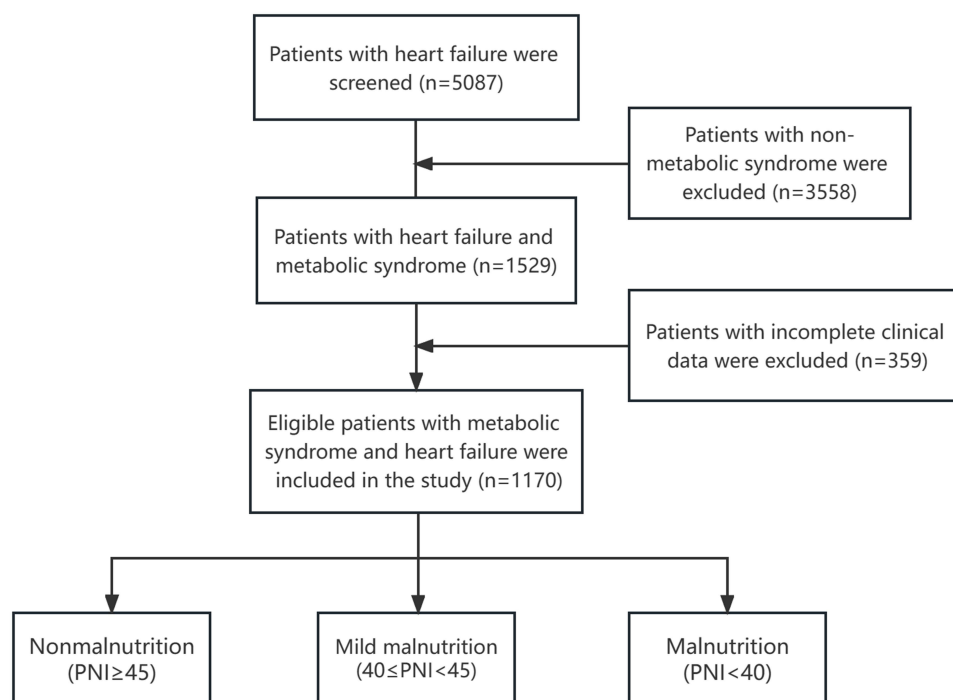 Patients with heart failure were
screened (n=5087)
Patients with non-
metabolic syndrome were
excluded (n=3558)
Patients with heart failure and
metabolic syndrome (n=1529)
Patients with incomplete clinical
data were excluded (n=359)
Eligible patients with metabolic
syndrome and heart failure were
included in the study (n=1170)
Nonmalnutrition
(PNI≥45)
Mild malnutrition
(40≤PNI<45)
Malnutrition
(PNI<40)